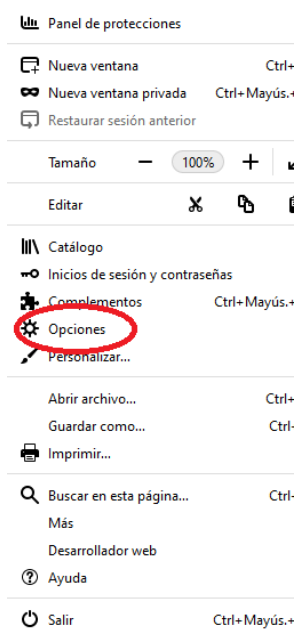 Panel de protecciones
Nueva ventana Ctrl+
Nueva ventana privada Ctrl+Mayús.+
Restaurar sesión anterior
Tamaño − 100% +
Editar
Catálogo
Inicios de sesión y contraseñas
Complementos Ctrl+Mayús.+
Opciones
Personalizar...
Abrir archivo... Ctrl+
Guardar como... Ctrl+
Imprimir...
Buscar en esta página... Ctrl+
Más
Desarrollador web
Ayuda
Salir Ctrl+Mayús.+